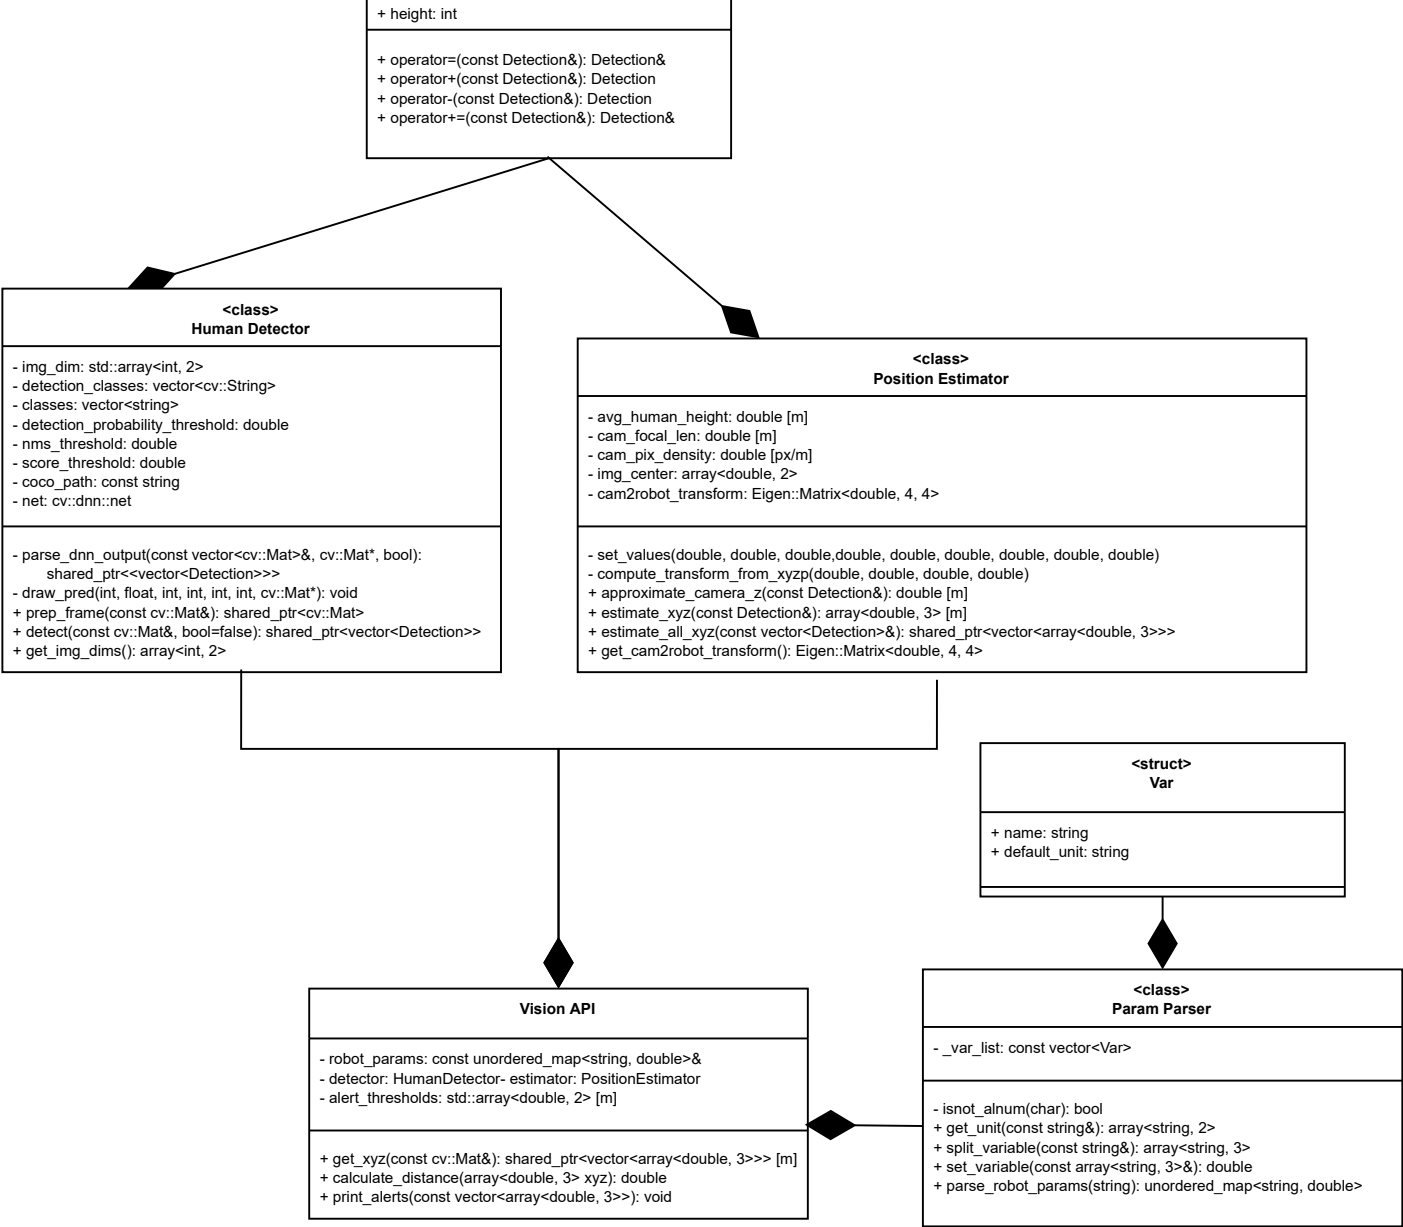 + height: int
+ operator=(const Detection&): Detection&
+ operator+(const Detection&): Detection
+ operator-(const Detection&): Detection
+ operator+=(const Detection&): Detection&
<class>
Human Detector
- img_dim: std::array<int, 2>
- detection_classes: vector<cv::String>
- classes: vector<string>
- detection_probability_threshold: double
- nms_threshold: double
- score_threshold: double
- coco_path: const string
- net: cv::dnn::net
- parse_dnn_output(const vector<cv::Mat>&, cv::Mat*, bool):
shared_ptr<<vector<Detection>>>
- draw_pred(int, float, int, int, int, int, cv::Mat*): void
+ prep_frame(const cv::Mat&): shared_ptr<cv::Mat>
+ detect(const cv::Mat&, bool=false): shared_ptr<vector<Detection>>
+ get_img_dims(): array<int, 2>
<class>
Position Estimator
- avg_human_height: double [m]
- cam_focal_len: double [m]
- cam_pix_density: double [px/m]
- img_center: array<double, 2>
- cam2robot_transform: Eigen::Matrix<double, 4, 4>
- set_values(double, double, double,double, double, double, double, double, double)
- compute_transform_from_xyzp(double, double, double, double)
+ approximate_camera_z(const Detection&): double [m]
+ estimate_xyz(const Detection&): array<double, 3> [m]
+ estimate_all_xyz(const vector<Detection>&): shared_ptr<vector<array<double, 3>>>
+ get_cam2robot_transform(): Eigen::Matrix<double, 4, 4>
<struct>
Var
+ name: string
+ default_unit: string
Vision API
- robot_params: const unordered_map<string, double>&
- detector: HumanDetector- estimator: PositionEstimator
- alert_thresholds: std::array<double, 2> [m]
+ get_xyz(const cv::Mat&): shared_ptr<vector<array<double, 3>>> [m]
+ calculate_distance(array<double, 3> xyz): double
+ print_alerts(const vector<array<double, 3>>): void
<class>
Param Parser
- _var_list: const vector<Var>
- isnot_alnum(char): bool
+ get_unit(const string&): array<string, 2>
+ split_variable(const string&): array<string, 3>
+ set_variable(const array<string, 3>&): double
+ parse_robot_params(string): unordered_map<string, double>